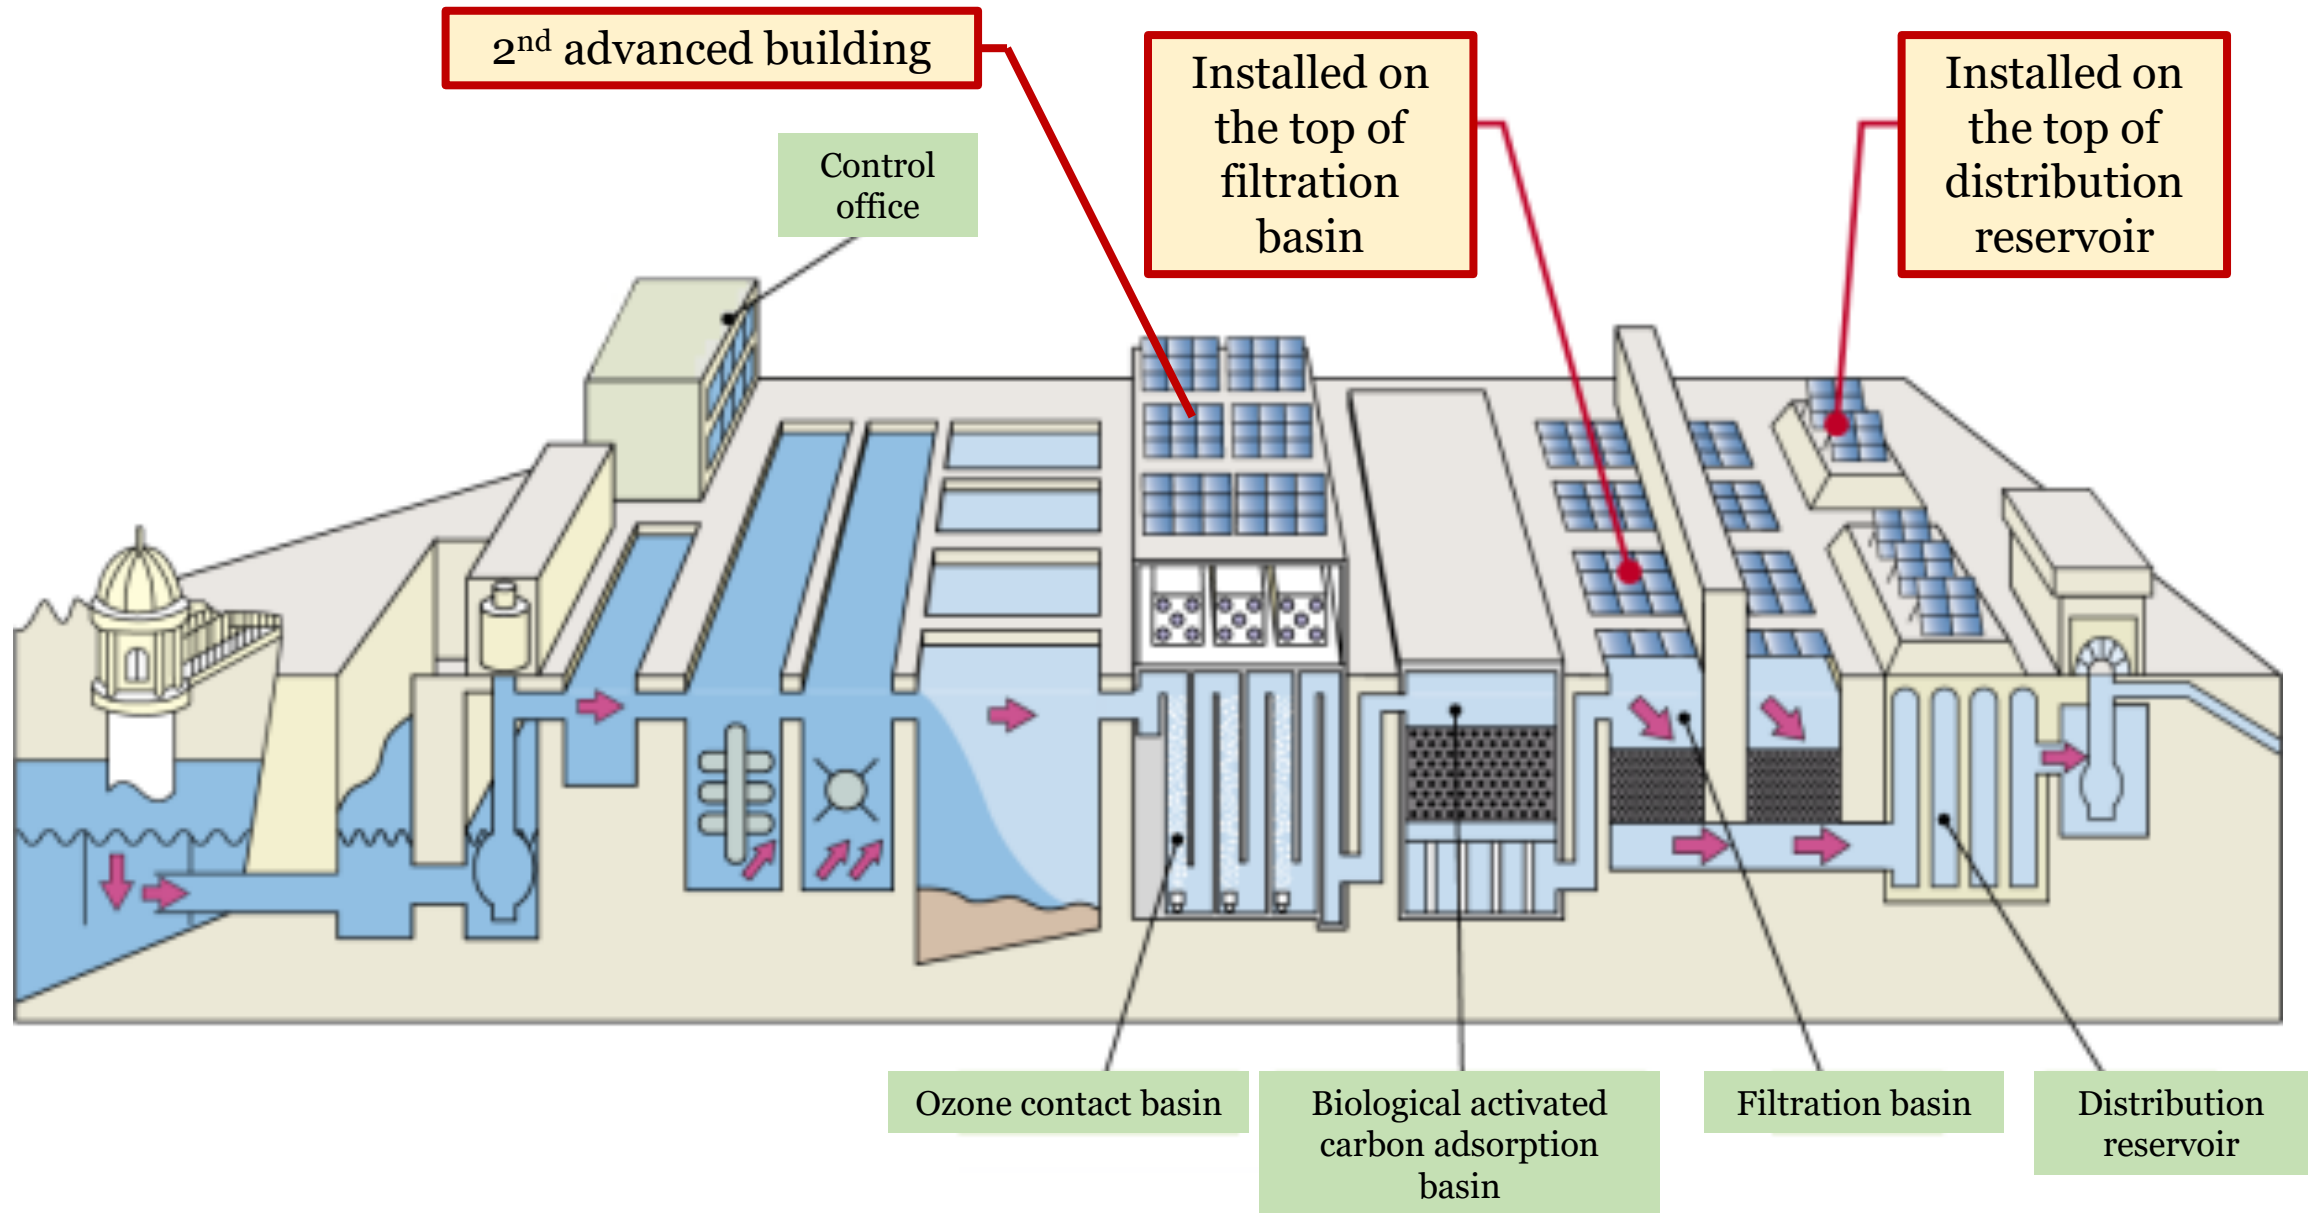 2nd advanced building
Installed on
the top of
filtration
basin
Installed on
the top of
distribution
reservoir
Control
office
Ozone contact basin
Biological activated
carbon adsorption
basin
Filtration basin
Distribution
reservoir